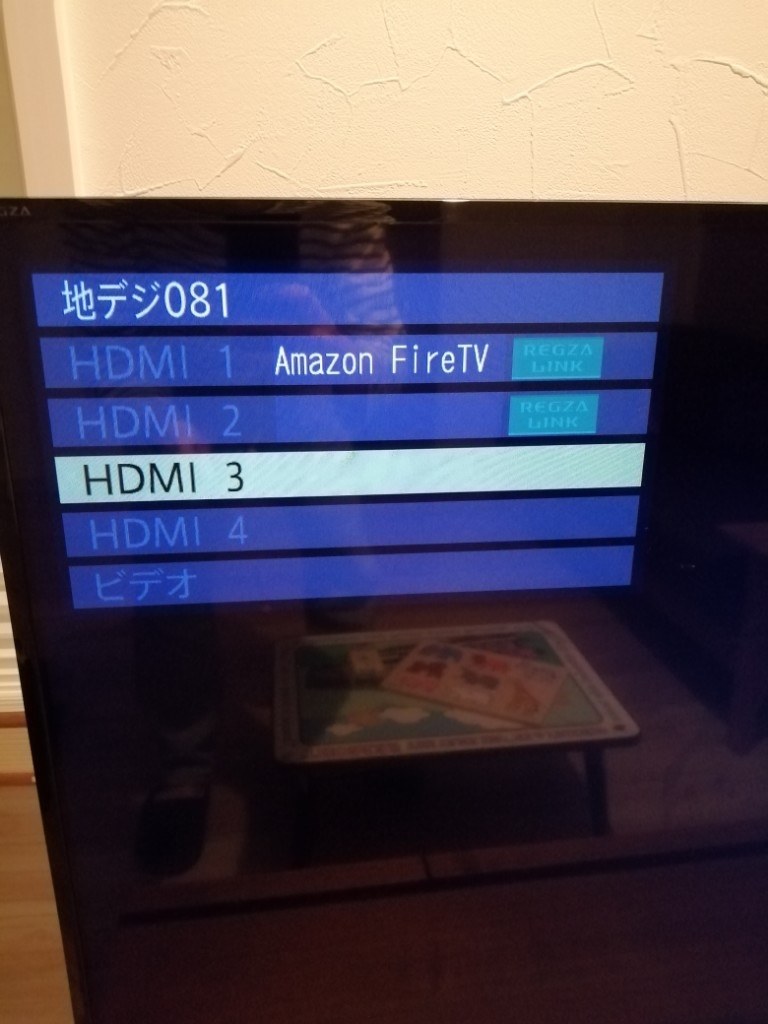 GZA
地デジ081
HDMI 1 Amazon FireTV REGZA LINK
HDMI 2 REGZA LINK
HDMI 3
HDMI 4
ビデオ